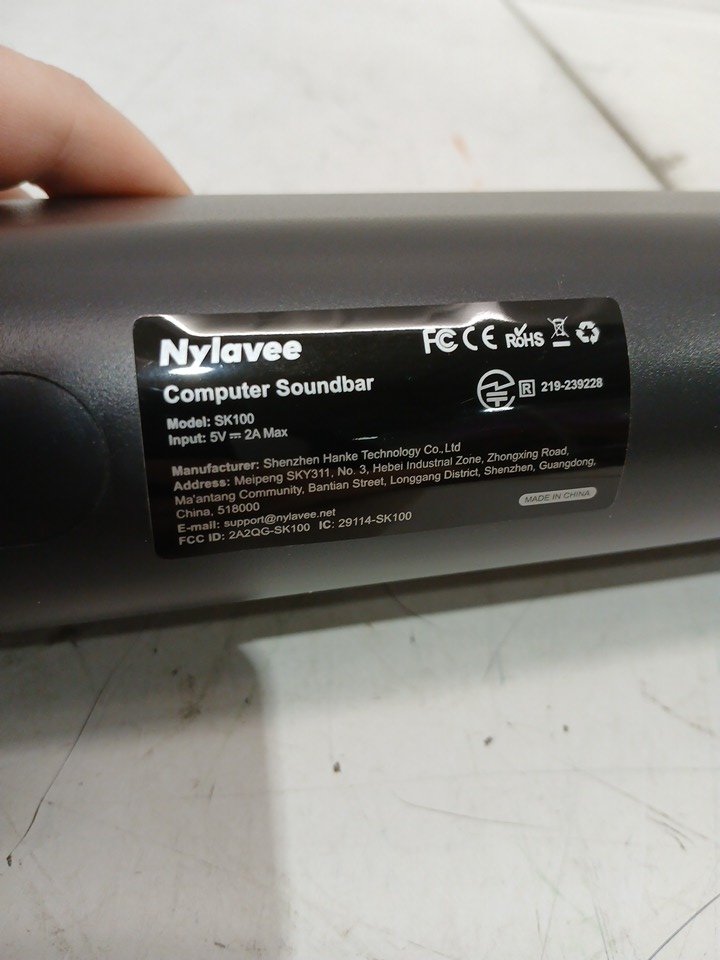 Nylavee
FC CE RoHS
Computer Soundbar
R 219-239228
Model: SK100
Input: 5V ⎓ 2A Max
Manufacturer: Shenzhen Hanke Technology Co., Ltd
Address: Meipeng SKY311, No. 3, Hebei Industrial Zone, Zhongxing Road,
Ma'antang Community, Bantian Street, Longgang District, Shenzhen, Guangdong,
China, 518000
MADE IN CHINA
E-mail: support@nylavee.net
FCC ID: 2A2QG-SK100 IC: 29114-SK100